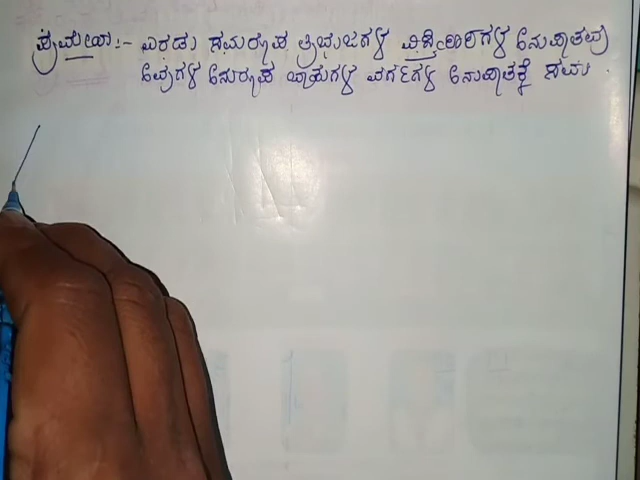 ಪ್ರಮೇಯ :- ಎರಡು ಸಮರೂಪ ತ್ರಿಭುಜಗಳ ವಿಸ್ತೀರ್ಣಗಳ ಅನುಪಾತವು
ಅವುಗಳ ಅನುರೂಪ ಬಾಹುಗಳ ವರ್ಗಗಳ ಅನುಪಾತಕ್ಕೆ ಸಮ.